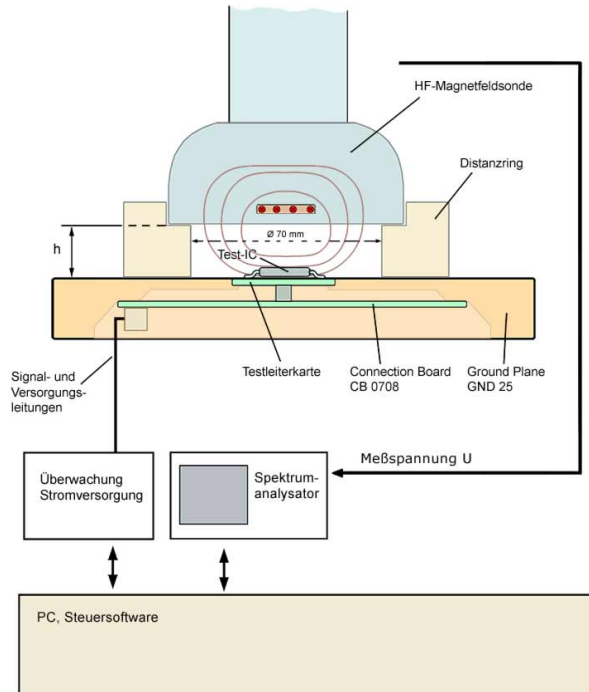 HF-Magnetfeldsonde
Distanzring
h
Ø 70 mm
Test-IC
Signal- und
Versorgungs-
leitungen
Testleiterkarte
Connection Board
CB 0708
Ground Plane
GND 25
Meßspannung U
Überwachung
Stromversorgung
Spektrum-
analysator
PC, Steuersoftware